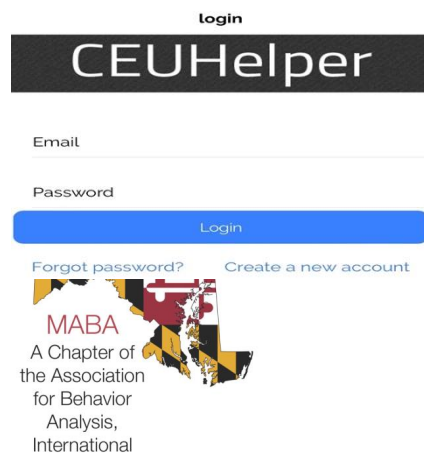 login
CEUHelper
Email
Password
Login
Forgot password? Create a new account
MABA
A Chapter of
the Association
for Behavior
Analysis,
International